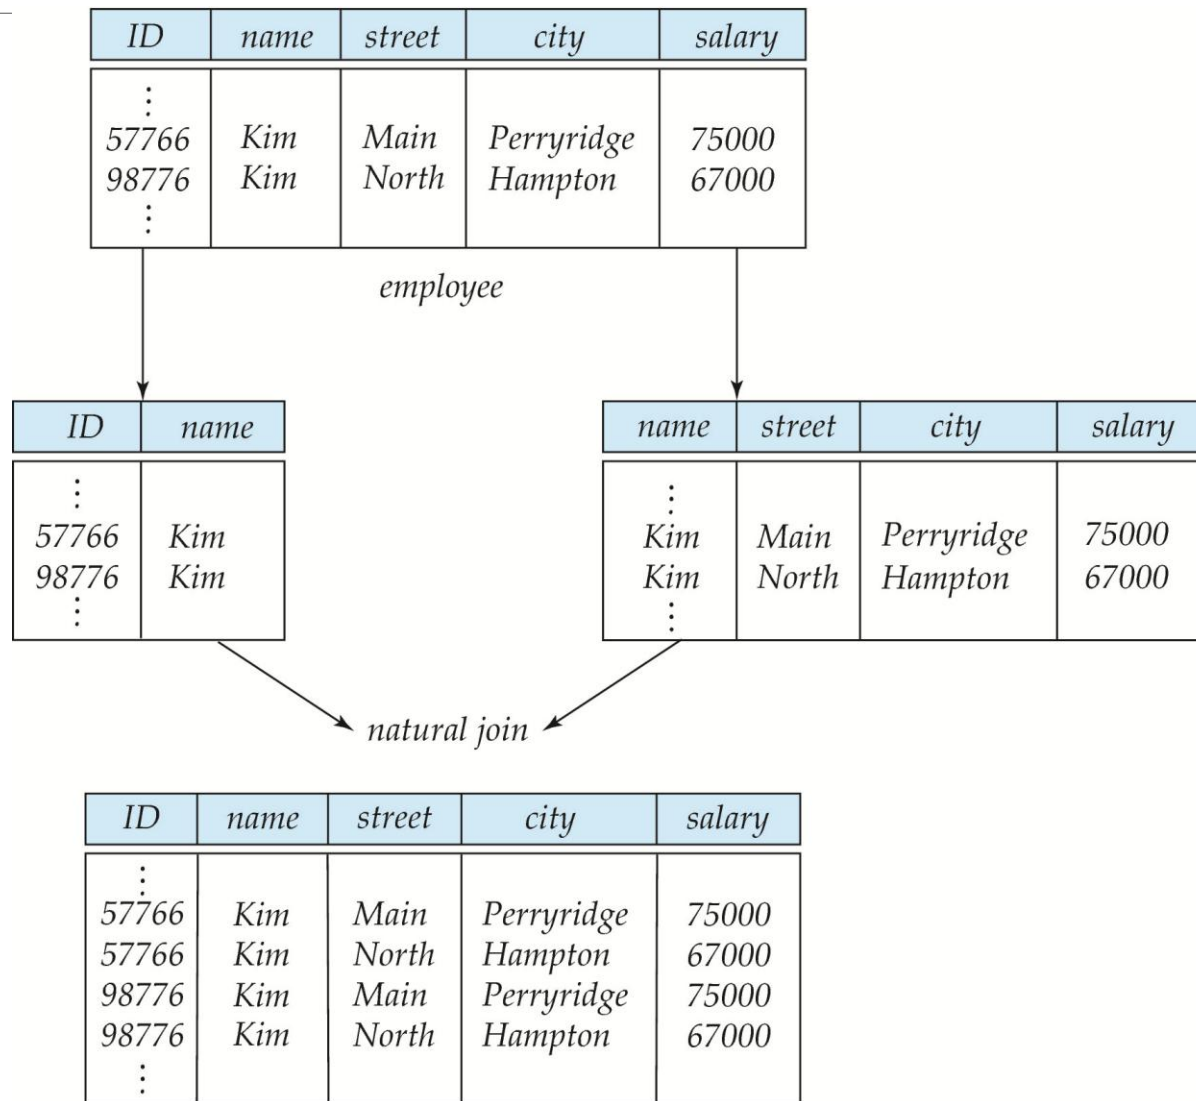 ID name street city salary
⋮
57766 Kim Main Perryridge 75000
98776 Kim North Hampton 67000
⋮
employee
ID name
⋮
57766 Kim
98776 Kim
⋮
name street city salary
⋮
Kim Main Perryridge 75000
Kim North Hampton 67000
⋮
natural join
ID name street city salary
⋮
57766 Kim Main Perryridge 75000
57766 Kim North Hampton 67000
98776 Kim Main Perryridge 75000
98776 Kim North Hampton 67000
⋮